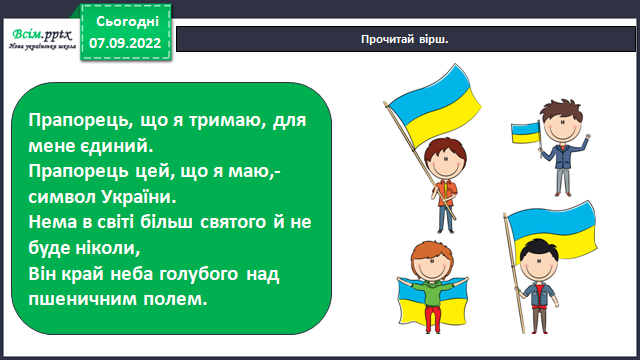 Всім.pptx
Нова українська школа
Сьогодні
07.09.2022
Прочитай вірш.
Прапорець, що я тримаю, для
мене єдиний.
Прапорець цей, що я маю,-
символ України.
Нема в світі більш святого й не
буде ніколи,
Він край неба голубого над
пшеничним полем.